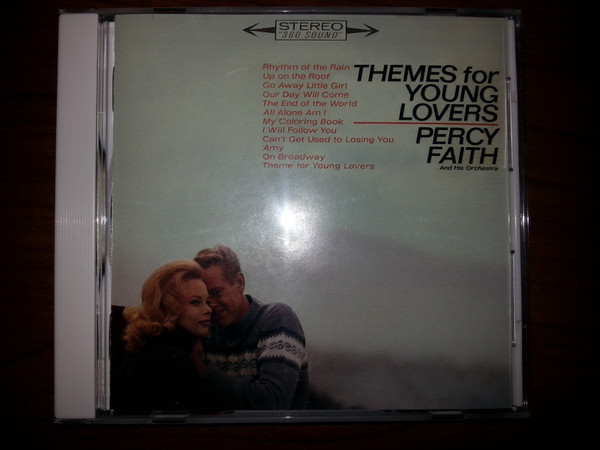 STEREO
"360 SOUND"
Rhythm of the Rain
Up on the Roof
Go Away Little Girl
Our Day Will Come
The End of the World
All Alone Am I
My Coloring Book
I Will Follow You
Can't Get Used to Losing You
Amy
On Broadway
Theme for Young Lovers
THEMES for
YOUNG
LOVERS
PERCY
FAITH
And His Orchestra